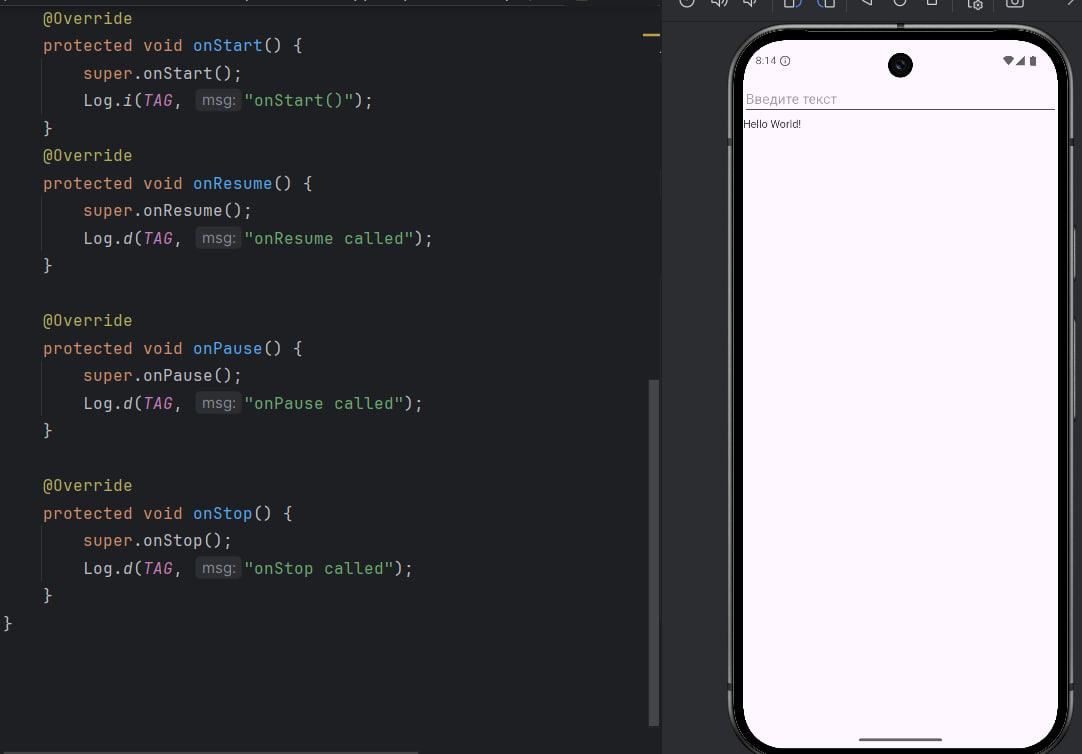 @Override
protected void onStart() {
super.onStart();
Log.i(TAG, msg: "onStart()");
}
@Override
protected void onResume() {
super.onResume();
Log.d(TAG, msg: "onResume called");
}
@Override
protected void onPause() {
super.onPause();
Log.d(TAG, msg: "onPause called");
}
@Override
protected void onStop() {
super.onStop();
Log.d(TAG, msg: "onStop called");
}
}
8:14
Введите текст
Hello World!